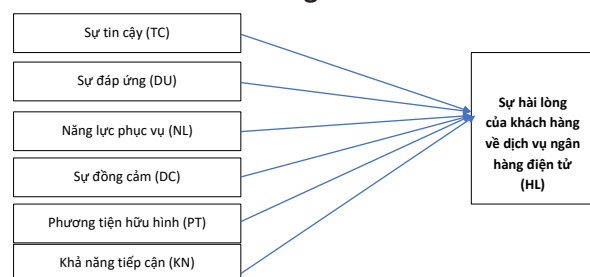 Sự tin cậy (TC)
Sự đáp ứng (DU)
Năng lực phục vụ (NL)
Sự đồng cảm (DC)
Phương tiện hữu hình (PT)
Khả năng tiếp cận (KN)
Sự hài lòng
của khách hàng
về dịch vụ ngân
hàng điện tử
(HL)